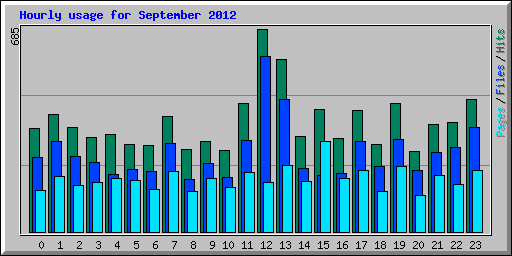 Hourly usage for September 2012
685
Pages/Files/Hits
0 1 2 3 4 5 6 7 8 9 10 11 12 13 14 15 16 17 18 19 20 21 22 23